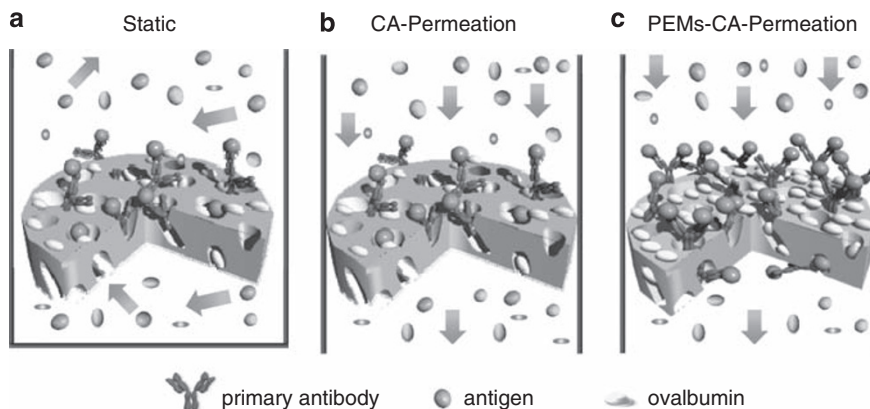 a Static
b CA-Permeation
c PEMs-CA-Permeation
primary antibody antigen ovalbumin